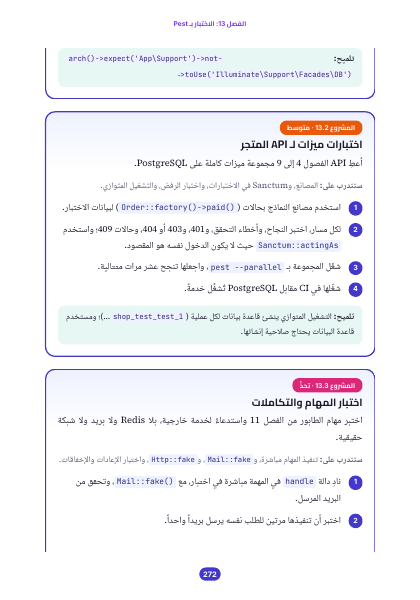 الفصل 13: الاختبار بـ Pest
تلميح: arch()->expect('App\Support')->not-
>toUse('Illuminate\Support\Facades\DB')
المشروع 13.2 · متوسط
اختبارات ميزات لـ API المتجر
أعطِ API الفصول 4 إلى 9 مجموعة ميزات كاملة على PostgreSQL.
ستتدرب على: المصانع، وSanctum في الاختبارات، واختبار الرفض، والتشغيل المتوازي.
1 استخدم مصانع النماذج بحالات (Order::factory()->paid()) لبيانات الاختبار.
2 لكل مسار، اختبر النجاح، وأخطاء التحقق، و401، و403 أو 404، وحالات 409؛ واستخدم
Sanctum::actingAs حيث لا يكون الدخول نفسه هو المقصود.
3 شغّل المجموعة بـ pest --parallel، واجعلها تنجح عشر مرات متتالية.
4 شغّلها في CI مقابل PostgreSQL تُشغَّل خدمةً.
تلميح: التشغيل المتوازي ينشئ قاعدة بيانات لكل عملية (shop_test_test_1 ...)؛ ومستخدم
قاعدة البيانات يحتاج صلاحية إنشائها.
المشروع 13.3 · تحدٍّ
اختبار المهام والتكاملات
اختبر مهام الطابور من الفصل 11 واستدعاءً لخدمة خارجية، بلا Redis ولا بريد ولا شبكة
حقيقية.
ستتدرب على: تنفيذ المهام مباشرة، وMail::fake، وHttp::fake، واختبار الإعادات والإخفاقات.
1 نادِ دالة handle في المهمة مباشرة في اختبار، مع Mail::fake()، وتحقق من
البريد المرسل.
2 اختبر أن تنفيذها مرتين للطلب نفسه يرسل بريداً واحداً.
272